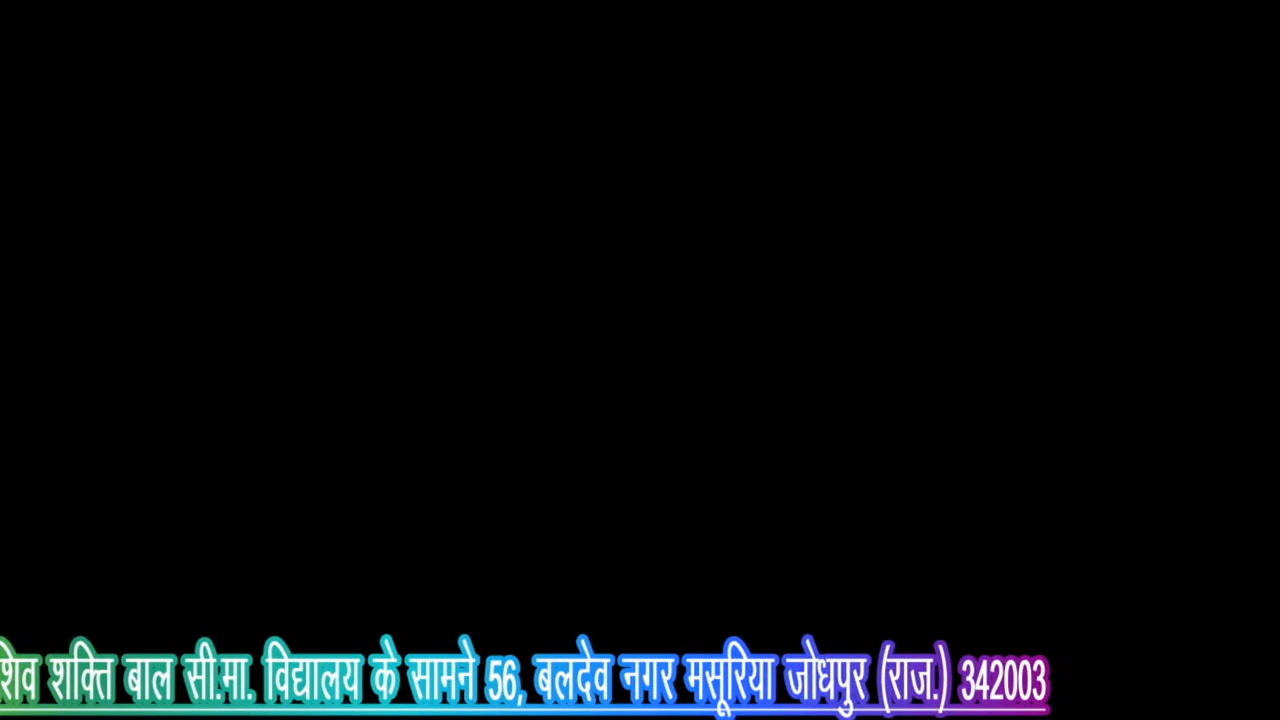 शिव शक्ति बाल सी.मा. विद्यालय के सामने 56, बलदेव नगर मसूरिया जोधपुर (राज.) 342003